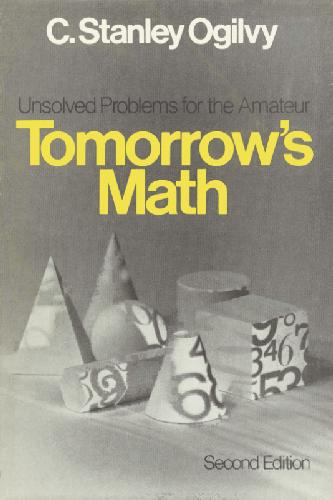 C. Stanley Ogilvy
Unsolved Problems for the Amateur
Tomorrow's
Math
Second Edition